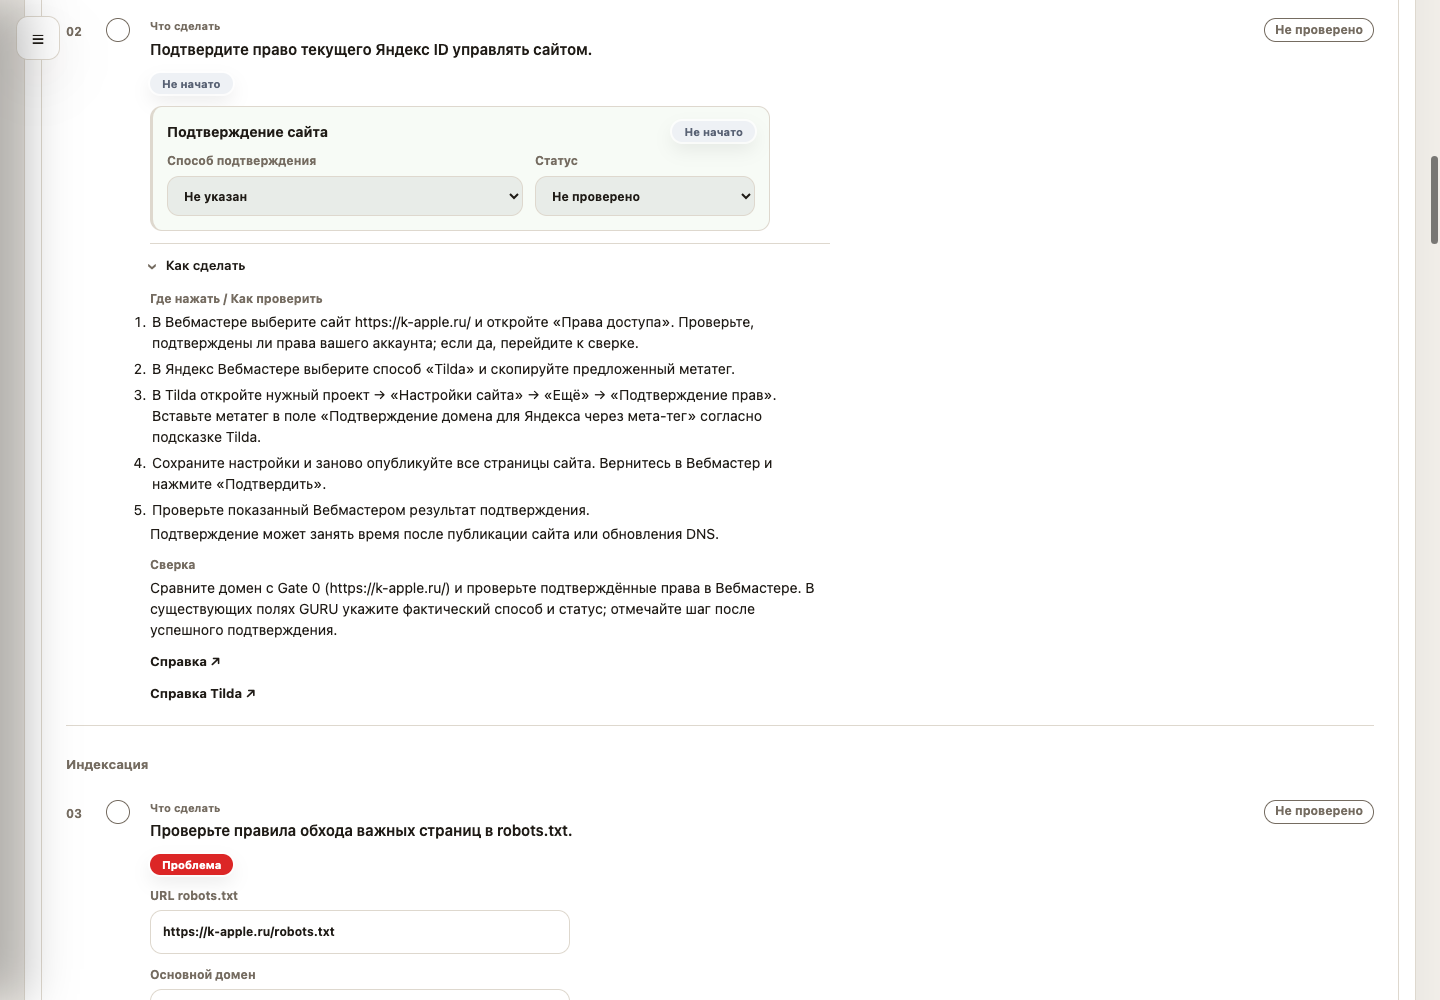 ☰
02
Что сделать
Не проверено
Подтвердите право текущего Яндекс ID управлять сайтом.
Не начато
Подтверждение сайта
Не начато
Способ подтверждения
Статус
Не указан
Не проверено
Как сделать
Где нажать / Как проверить
1. В Вебмастере выберите сайт https://k-apple.ru/ и откройте «Права доступа». Проверьте,
подтверждены ли права вашего аккаунта; если да, перейдите к сверке.
2. В Яндекс Вебмастере выберите способ «Tilda» и скопируйте предложенный метатег.
3. В Tilda откройте нужный проект → «Настройки сайта» → «Ещё» → «Подтверждение прав».
Вставьте метатег в поле «Подтверждение домена для Яндекса через мета-тег» согласно
подсказке Tilda.
4. Сохраните настройки и заново опубликуйте все страницы сайта. Вернитесь в Вебмастер и
нажмите «Подтвердить».
5. Проверьте показанный Вебмастером результат подтверждения.
Подтверждение может занять время после публикации сайта или обновления DNS.
Сверка
Сравните домен с Gate 0 (https://k-apple.ru/) и проверьте подтверждённые права в Вебмастере. В
существующих полях GURU укажите фактический способ и статус; отмечайте шаг после
успешного подтверждения.
Справка ↗
Справка Tilda ↗
Индексация
03
Что сделать
Не проверено
Проверьте правила обхода важных страниц в robots.txt.
Проблема
URL robots.txt
https://k-apple.ru/robots.txt
Основной домен